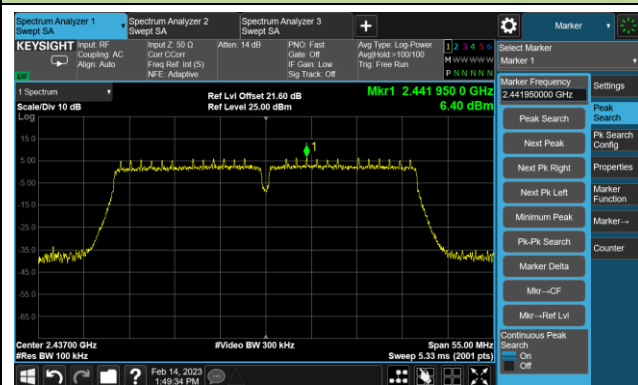 Spectrum Analyzer 1
Swept SA
Spectrum Analyzer 2
Swept SA
Spectrum Analyzer 3
Swept SA
Marker
KEYSIGHT
Input: RF
Coupling: AC
Align: Auto
Input Z: 50 Ω
Corr CCorr
Freq Ref: Int (S)
NFE: Adaptive
Atten: 14 dB
PNO: Fast
Gate: Off
IF Gain: Low
Sig Track: Off
Avg Type: Log-Power
Avg|Hold:>100/100
Trig: Free Run
1 2 3 4 5 6
M W W W W W
P N N N N N
LXI
Select Marker
Marker 1
1 Spectrum
Scale/Div 10 dB
Log
Ref Lvl Offset 21.60 dB
Ref Level 25.00 dBm
Mkr1 2.441 950 0 GHz
6.40 dBm
1
15.0
5.00
-5.00
-15.0
-25.0
-35.0
-45.0
-55.0
-65.0
Center 2.43700 GHz
#Res BW 100 kHz
#Video BW 300 kHz
Span 55.00 MHz
Sweep 5.33 ms (2001 pts)
Marker Frequency
2.441950000 GHz
Peak Search
Next Peak
Next Pk Right
Next Pk Left
Minimum Peak
Pk-Pk Search
Marker Delta
Mkr→CF
Mkr→Ref Lvl
Continuous Peak
Search
On
Off
Settings
Peak
Search
Pk Search
Config
Properties
Marker
Function
Marker→
Counter
?
Feb 14, 2023
1:49:34 PM